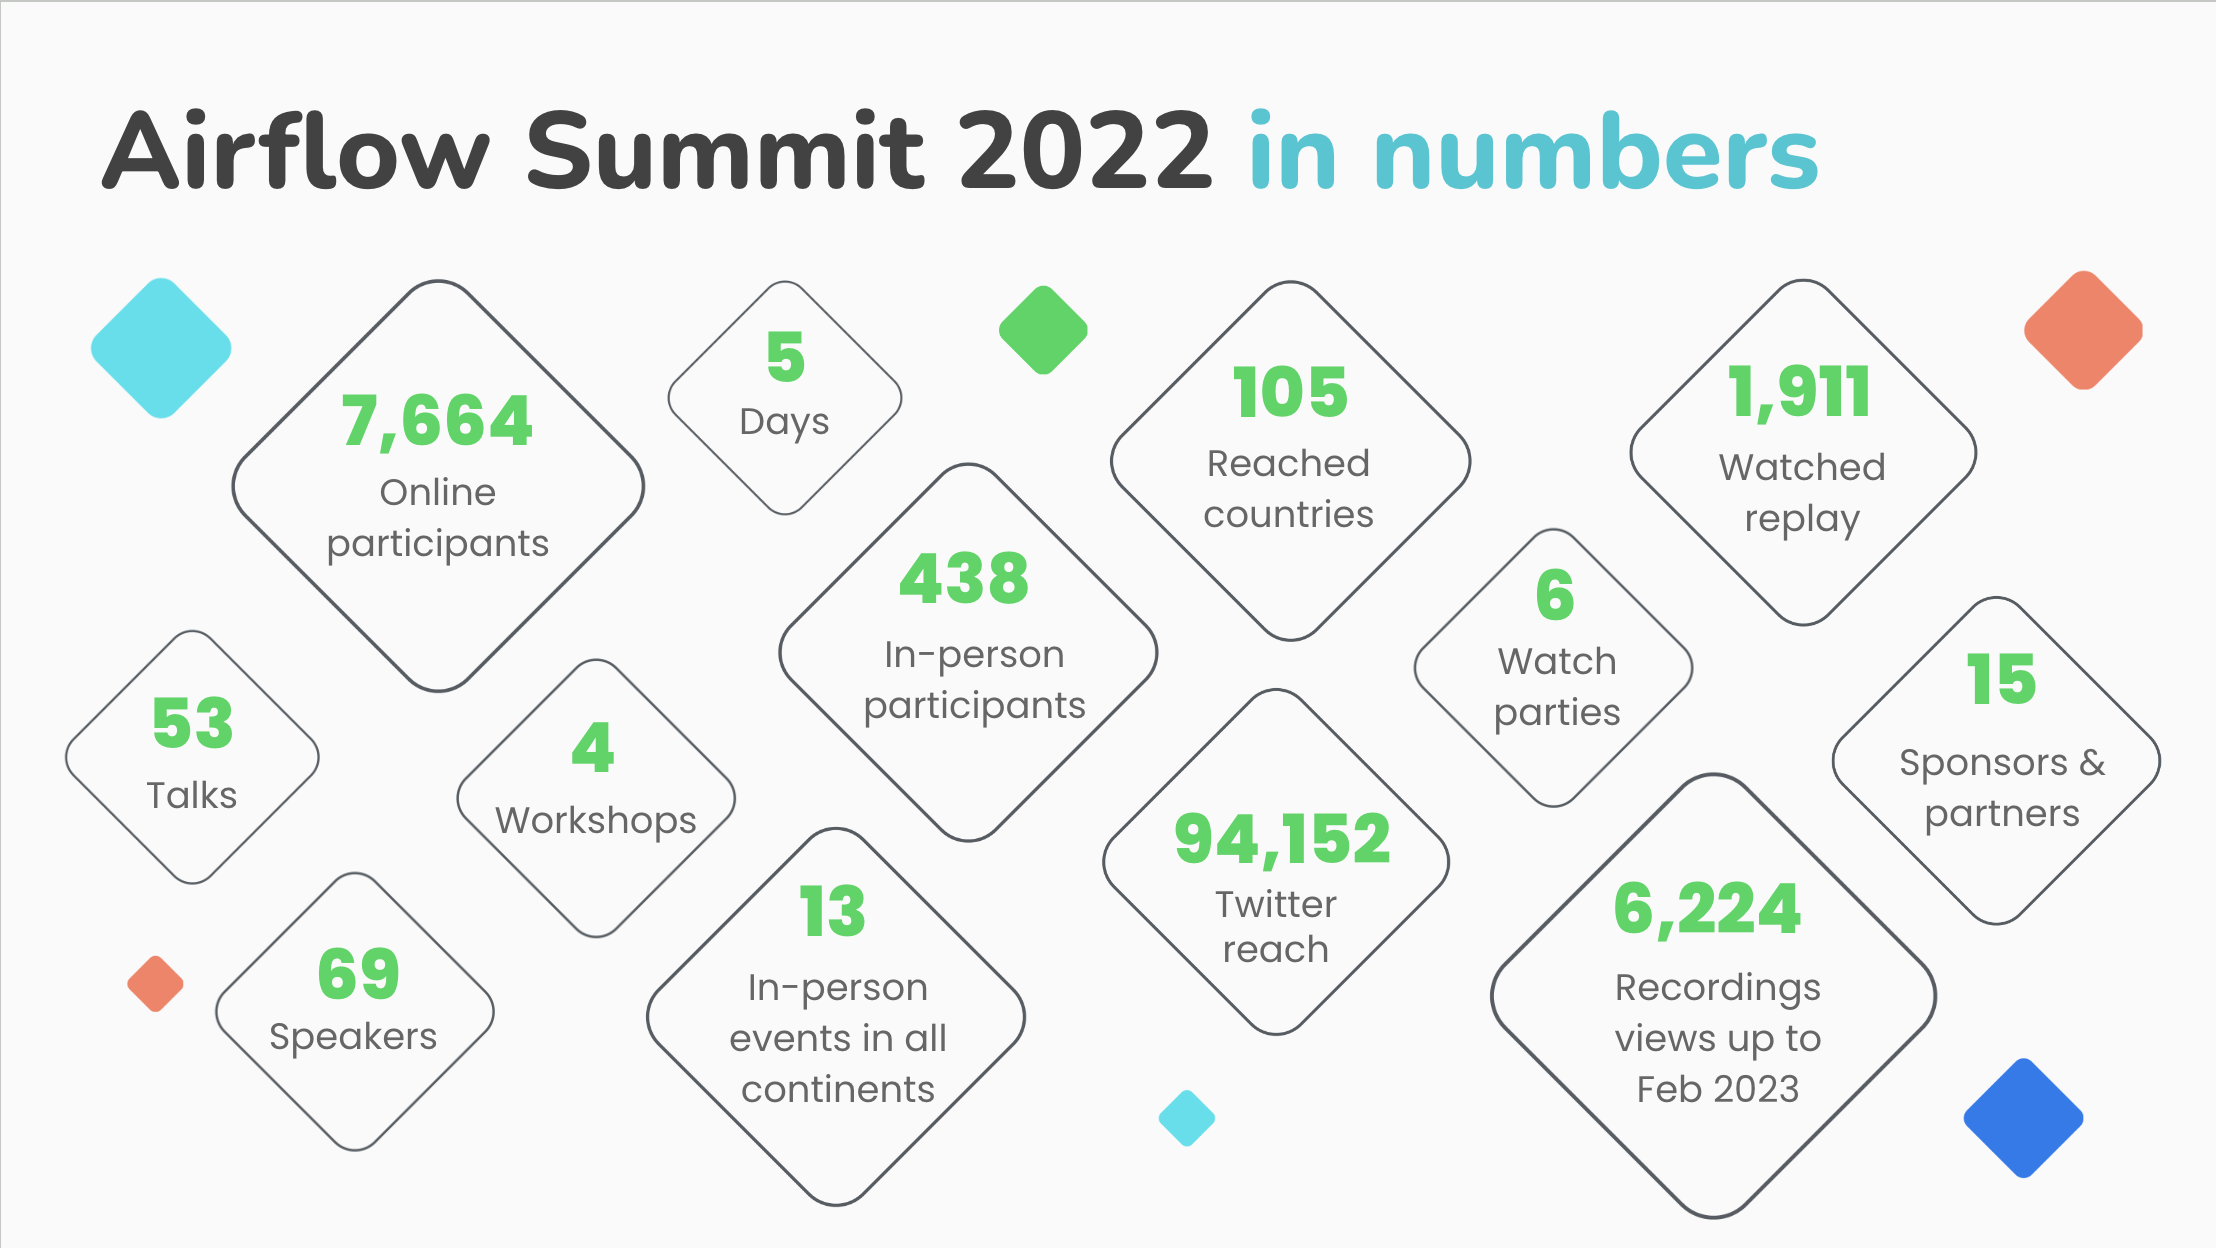 Airflow Summit 2022 in numbers
7,664
Online
participants
5
Days
105
Reached
countries
1,911
Watched
replay
438
In-person
participants
6
Watch
parties
15
Sponsors &
partners
53
Talks
4
Workshops
94,152
Twitter
reach
69
Speakers
13
In-person
events in all
continents
6,224
Recordings
views up to
Feb 2023